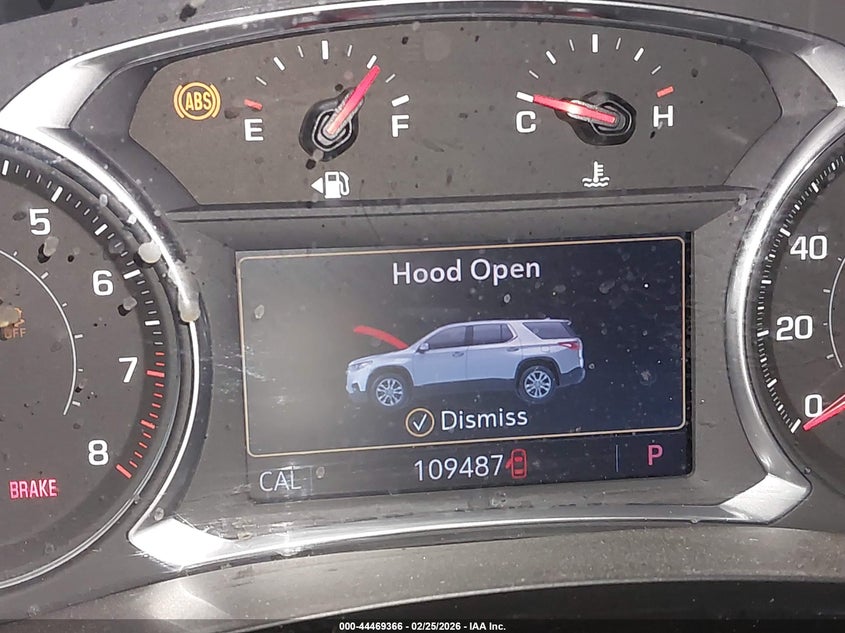 ABS
E
F
C
H
5
6
7
8
OFF
BRAKE
Hood Open
Dismiss
CAL
109487
P
40
20
0
000-44469366 - 02/25/2026 - IAA Inc.